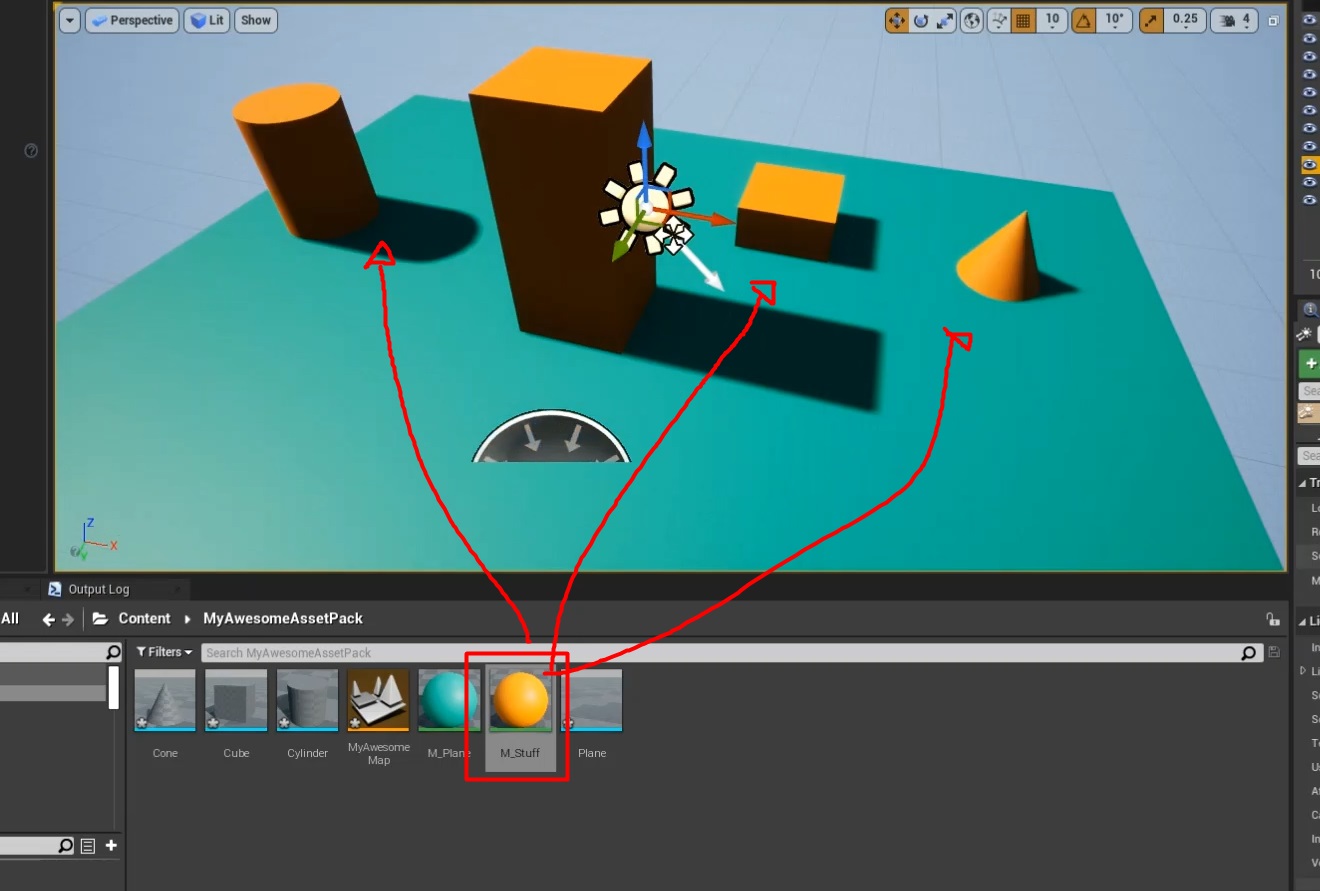 Perspective Lit Show 10 10° 0.25 4
Z
X
Y
Output Log
All Content MyAwesomeAssetPack
Filters Search MyAwesomeAssetPack
Cone Cube Cylinder MyAwesome Map M_Plane M_Stuff Plane